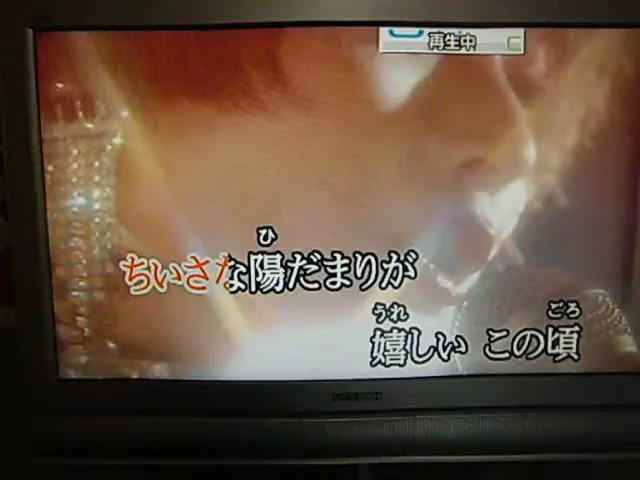 再生中
ひ
ちいさな陽だまりが
うれ ごろ
嬉しい この頃